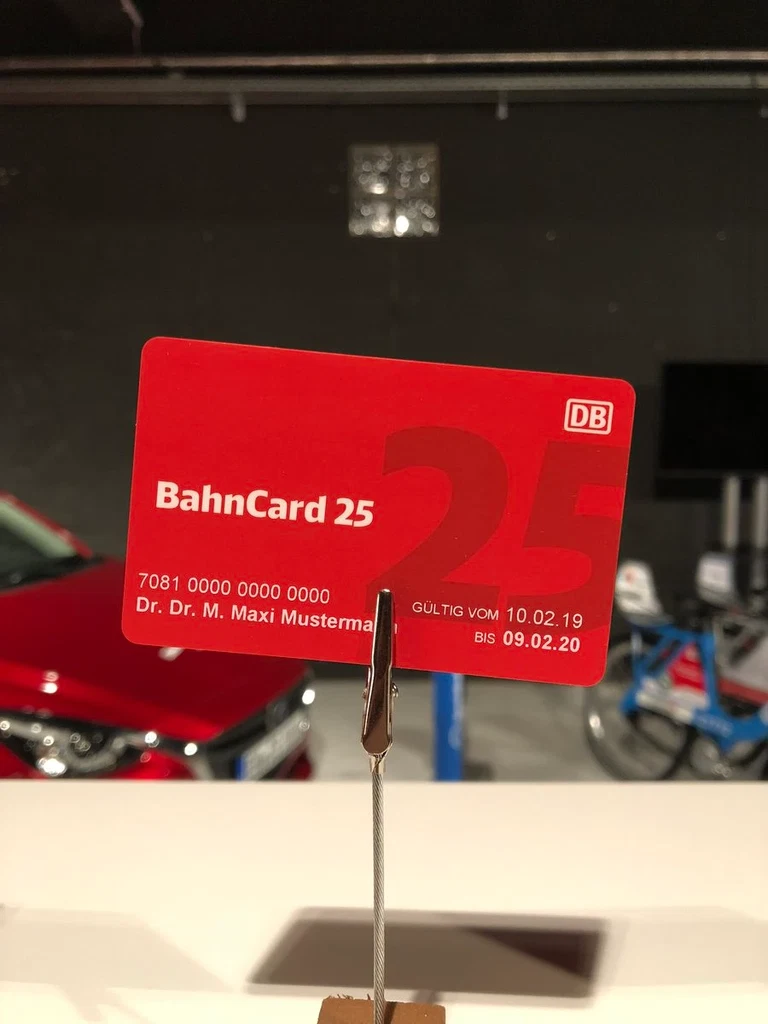 DB
25
BahnCard 25
7081 0000 0000 0000
Dr. Dr. M. Maxi
GÜLTIG VOM 10.02.19
BIS 09.02.20